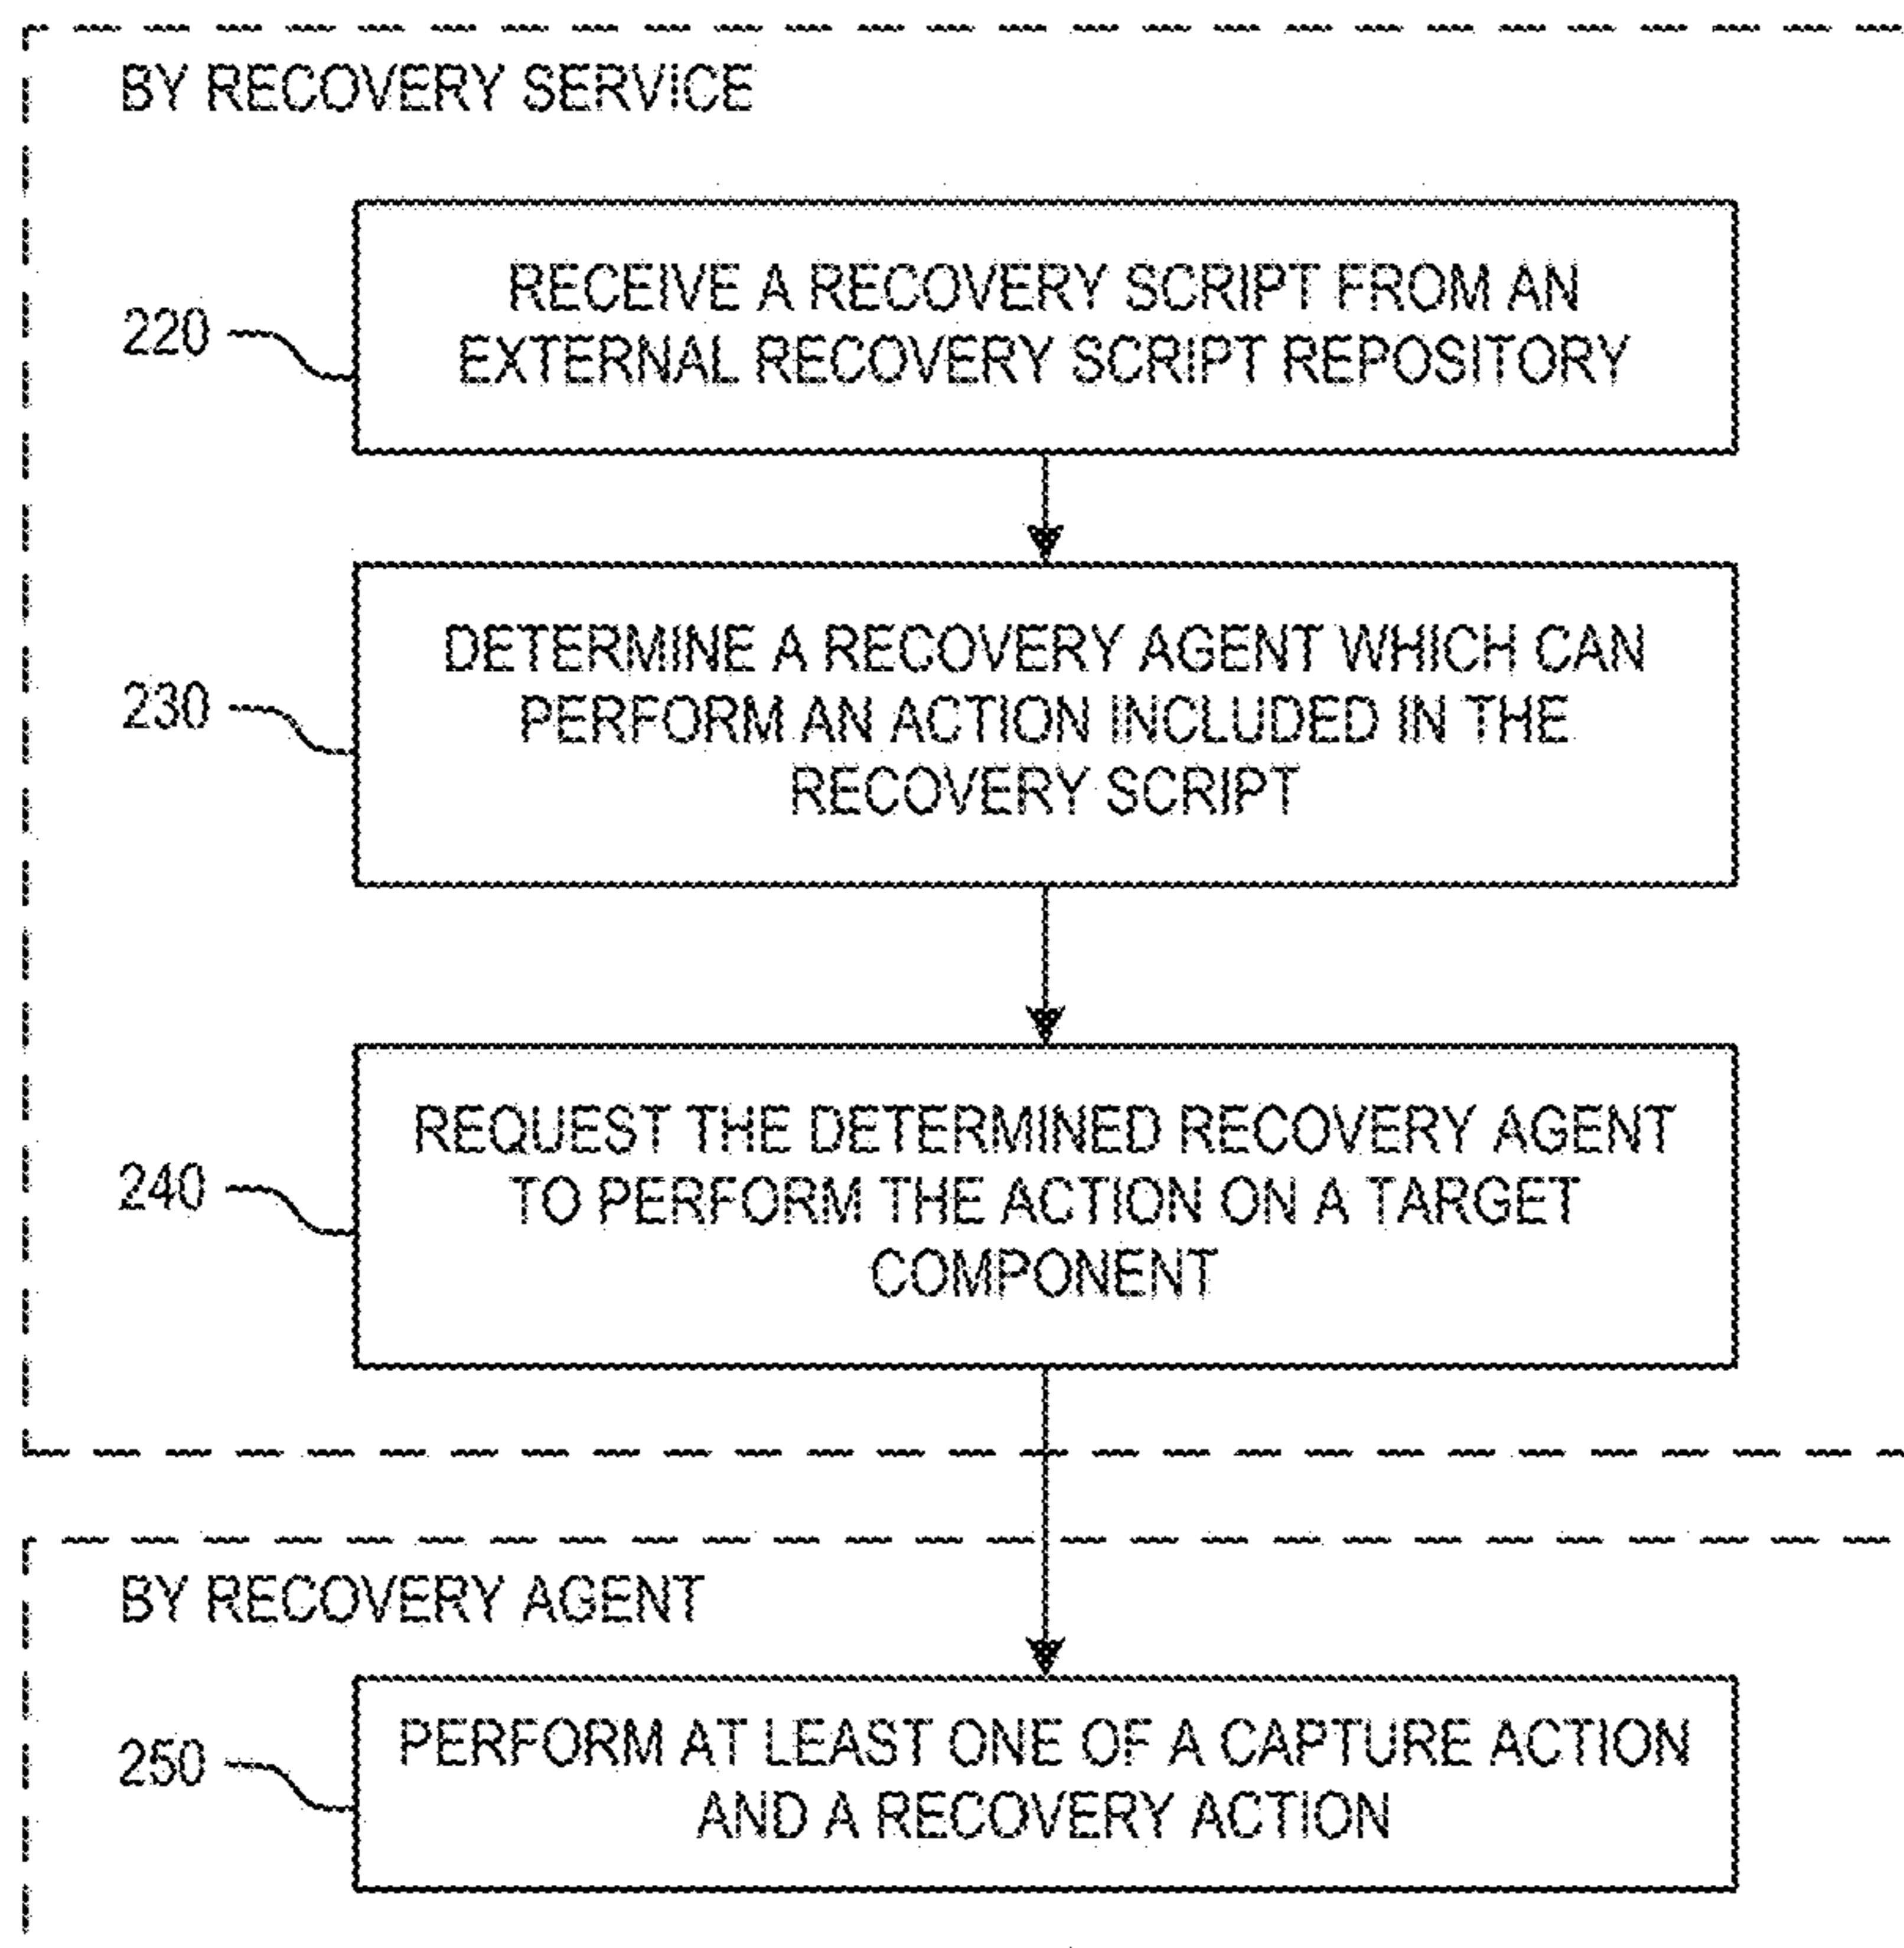 BY RECOVERY SERVICE
220
RECEIVE A RECOVERY SCRIPT FROM AN
EXTERNAL RECOVERY SCRIPT REPOSITORY
230
DETERMINE A RECOVERY AGENT WHICH CAN
PERFORM AN ACTION INCLUDED IN THE
RECOVERY SCRIPT
240
REQUEST THE DETERMINED RECOVERY AGENT
TO PERFORM THE ACTION ON A TARGET
COMPONENT
BY RECOVERY AGENT
250
PERFORM AT LEAST ONE OF A CAPTURE ACTION
AND A RECOVERY ACTION